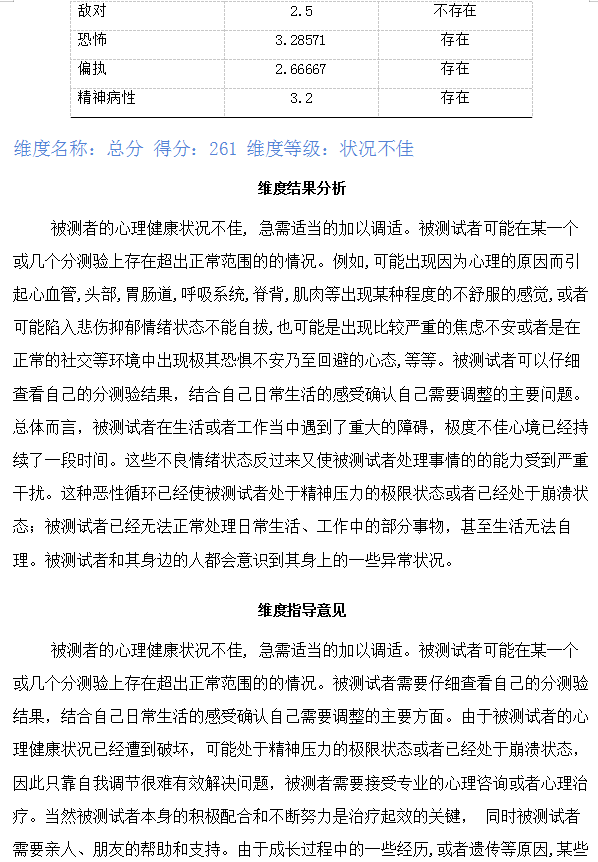 敌对 2.5 不存在
恐怖 3.28571 存在
偏执 2.66667 存在
精神病性 3.2 存在
维度名称：总分 得分：261 维度等级：状况不佳
维度结果分析
被测者的心理健康状况不佳, 急需适当的加以调适。被测试者可能在某一个
或几个分测验上存在超出正常范围的的情况。例如,可能出现因为心理的原因而引
起心血管,头部,胃肠道,呼吸系统,脊背,肌肉等出现某种程度的不舒服的感觉,或者
可能陷入悲伤抑郁情绪状态不能自拔,也可能是出现比较严重的焦虑不安或者是在
正常的社交等环境中出现极其恐惧不安乃至回避的心态,等等。被测试者可以仔细
查看自己的分测验结果，结合自己日常生活的感受确认自己需要调整的主要问题。
总体而言，被测试者在生活或者工作当中遇到了重大的障碍，极度不佳心境已经持
续了一段时间。这些不良情绪状态反过来又使被测试者处理事情的的能力受到严重
干扰。这种恶性循环已经使被测试者处于精神压力的极限状态或者已经处于崩溃状
态；被测试者已经无法正常处理日常生活、工作中的部分事物，甚至生活无法自
理。被测试者和其身边的人都会意识到其身上的一些异常状况。
维度指导意见
被测者的心理健康状况不佳, 急需适当的加以调适。被测试者可能在某一个
或几个分测验上存在超出正常范围的的情况。被测试者需要仔细查看自己的分测验
结果，结合自己日常生活的感受确认自己需要调整的主要方面。由于被测试者的心
理健康状况已经遭到破坏，可能处于精神压力的极限状态或者已经处于崩溃状态，
因此只靠自我调节很难有效解决问题，被测者需要接受专业的心理咨询或者心理治
疗。当然被测试者本身的积极配合和不断努力是治疗起效的关键， 同时被测试者
需要亲人、朋友的帮助和支持。由于成长过程中的一些经历,或者遗传等原因,某些